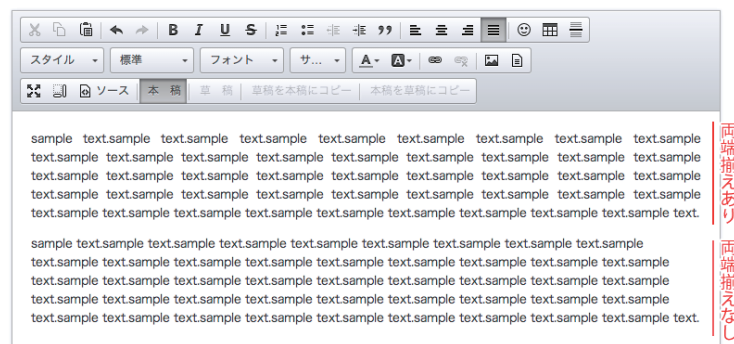 B I U S
スタイル 標準 フォント サ... A A
ソース 本 稿 草 稿 草稿を本稿にコピー 本稿を草稿にコピー
sample text.sample text.sample text.sample text.sample text.sample text.sample text.sample text.sample
text.sample text.sample text.sample text.sample text.sample text.sample text.sample text.sample text.sample
text.sample text.sample text.sample text.sample text.sample text.sample text.sample text.sample text.sample
text.sample text.sample text.sample text.sample text.sample text.sample text.sample text.sample text.sample
text.sample text.sample text.sample text.sample text.sample text.sample text.sample text.sample text.sample text.
両端揃えあり
sample text.sample text.sample text.sample text.sample text.sample text.sample text.sample text.sample
text.sample text.sample text.sample text.sample text.sample text.sample text.sample text.sample text.sample
text.sample text.sample text.sample text.sample text.sample text.sample text.sample text.sample text.sample
text.sample text.sample text.sample text.sample text.sample text.sample text.sample text.sample text.sample
text.sample text.sample text.sample text.sample text.sample text.sample text.sample text.sample text.sample text.
両端揃えなし